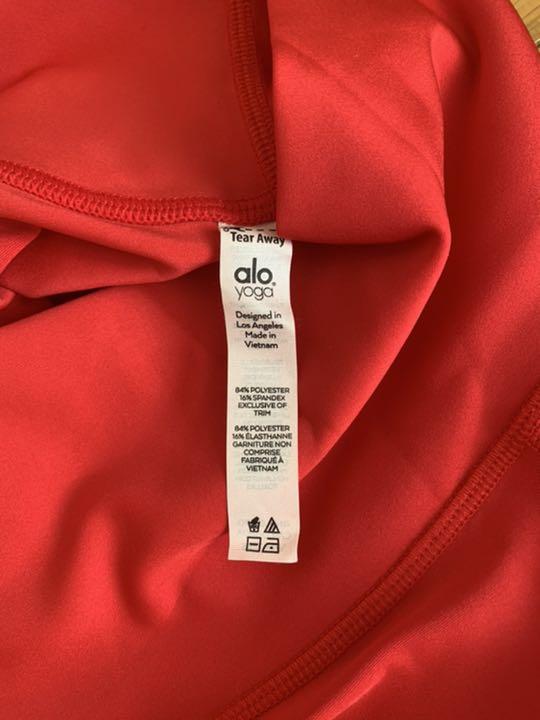 Tear Away
alo
yoga®
Designed in
Los Angeles
Made in
Vietnam
84% POLYESTER
16% SPANDEX
EXCLUSIVE OF
TRIM
84% POLYESTER
16% ÉLASTHANNE
GARNITURE NON
COMPRISE
FABRIQUÉ À
VIETNAM